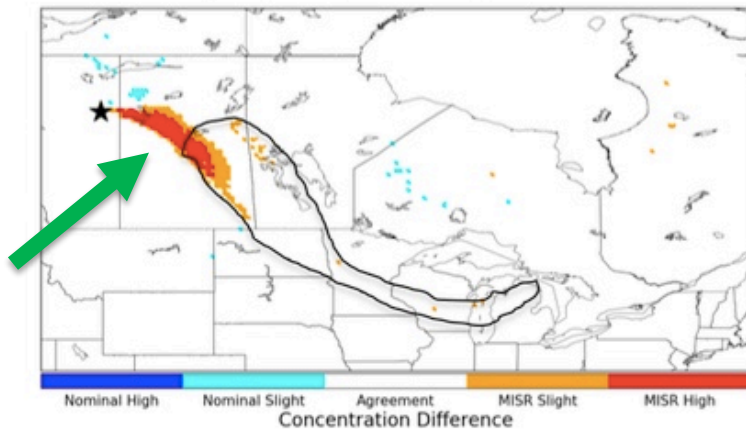 Nominal High Nominal Slight Agreement MISR Slight MISR High
Concentration Difference